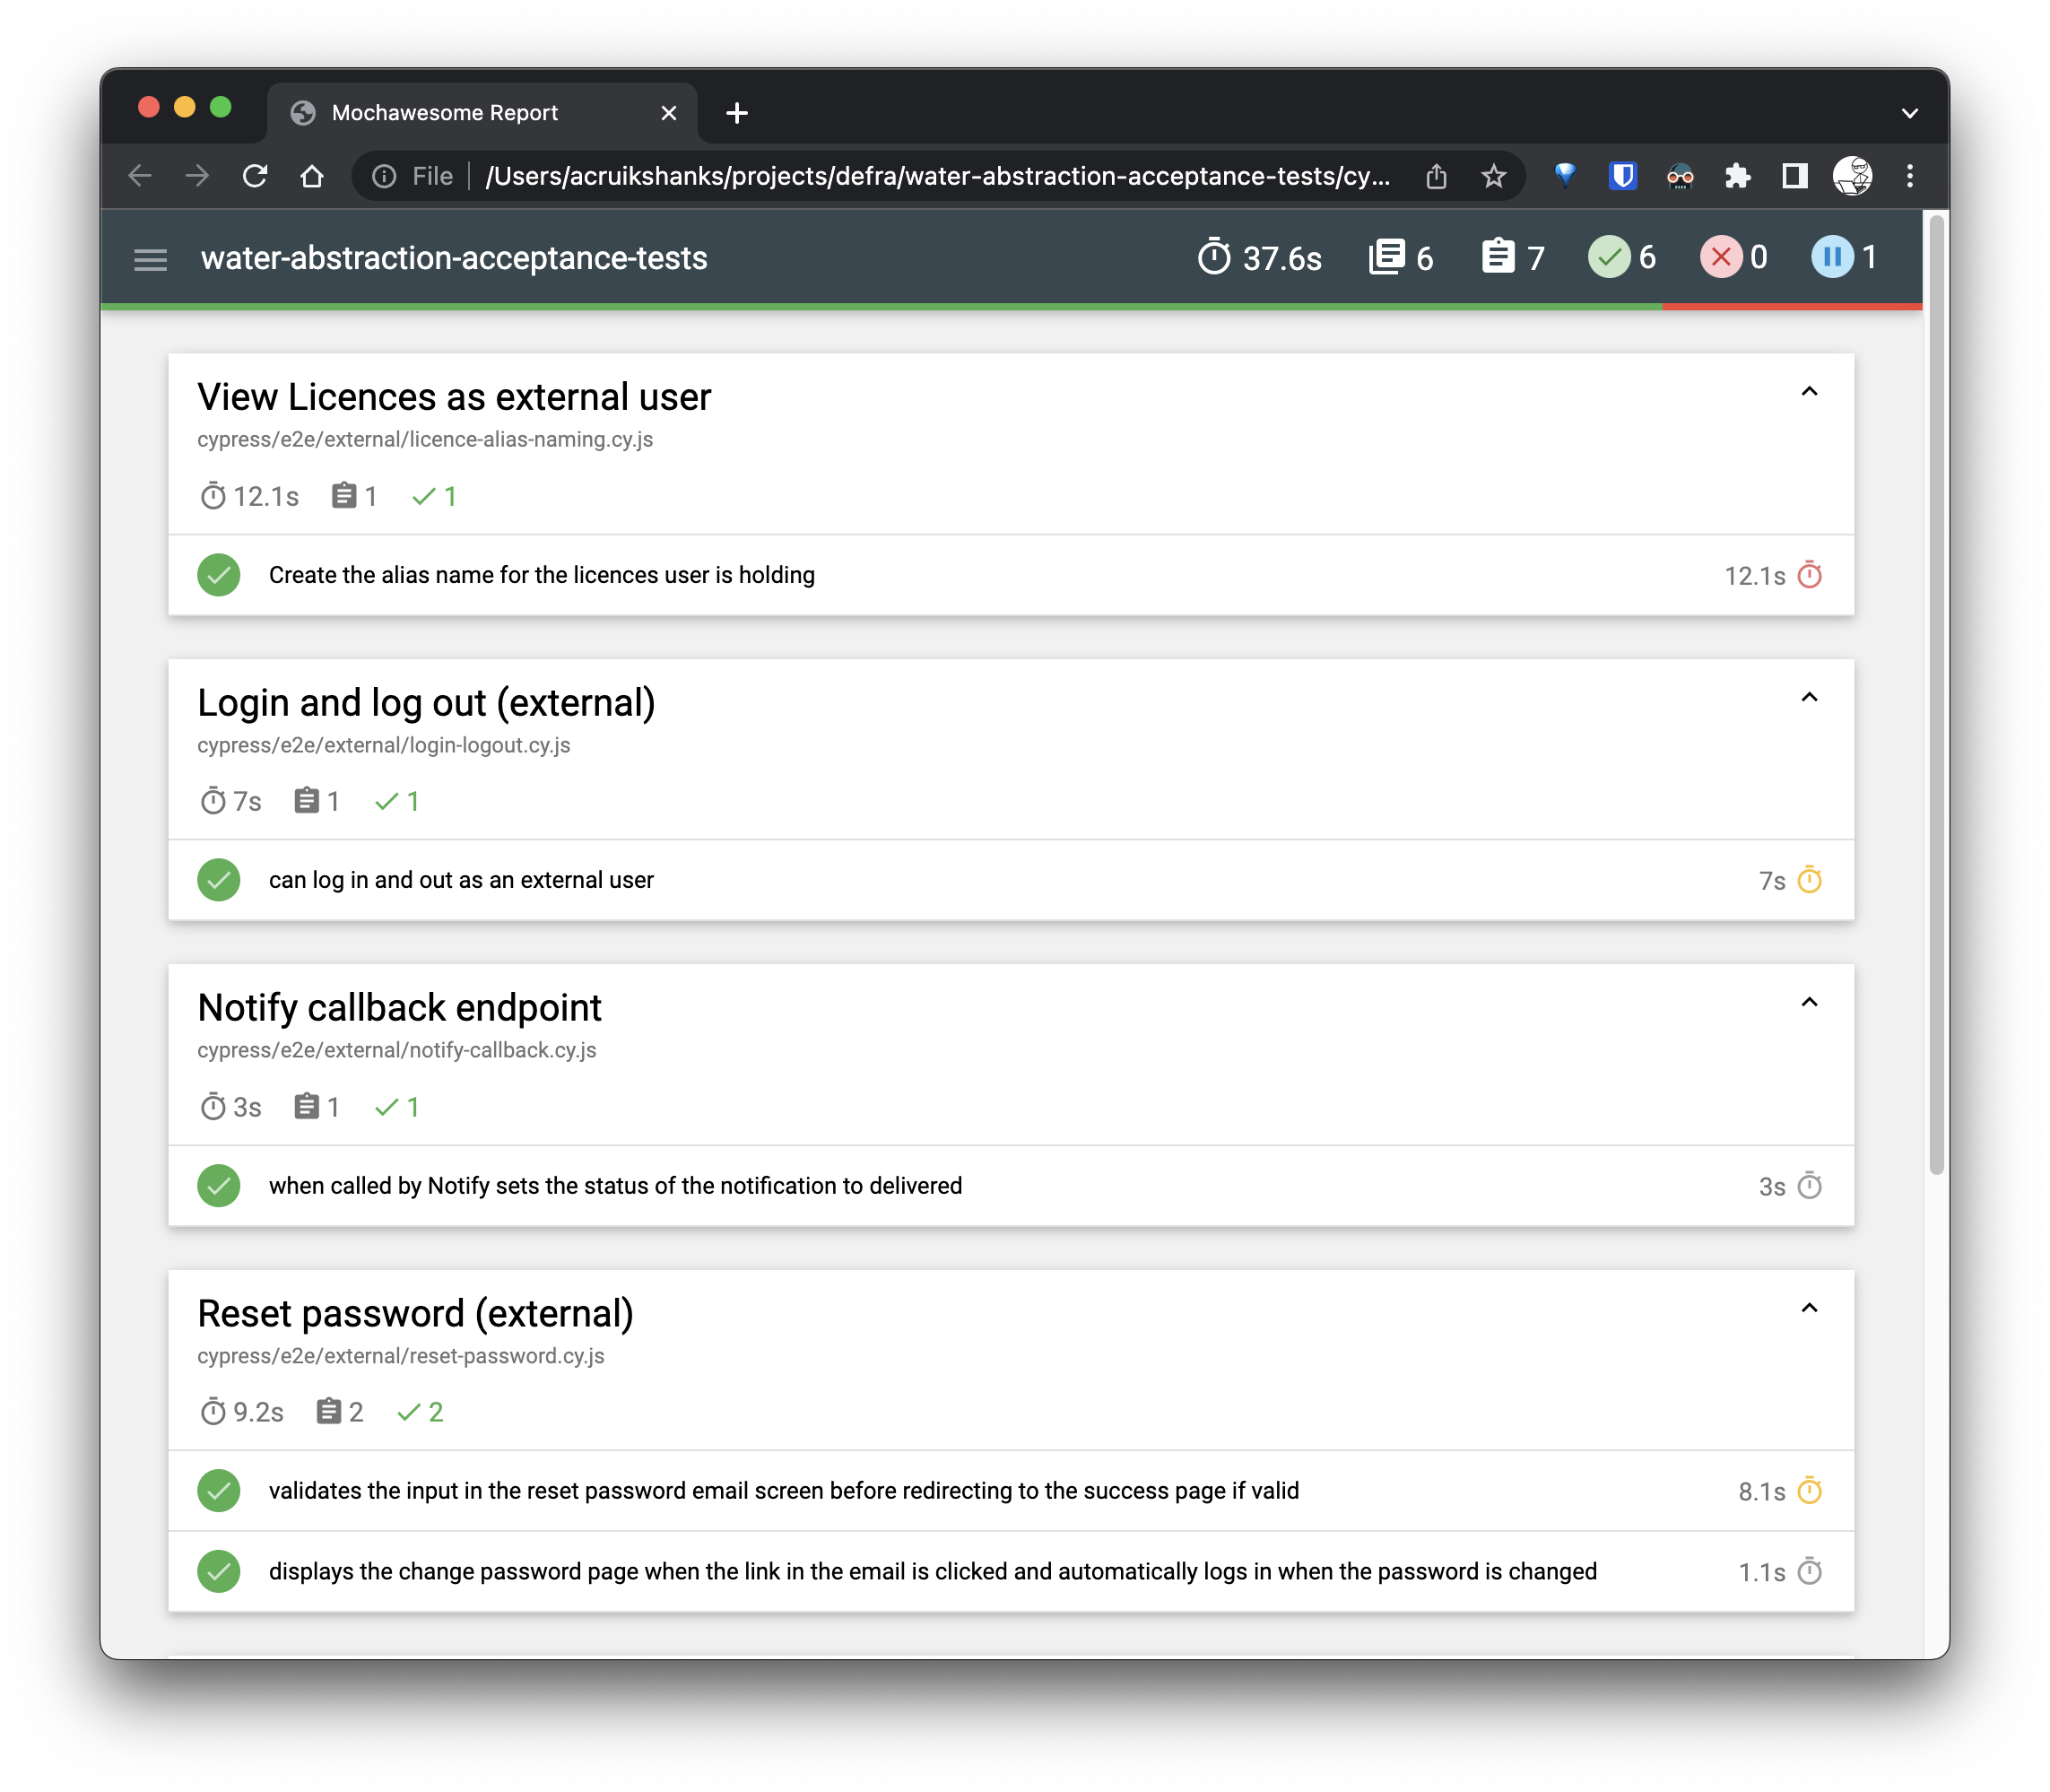 Mochawesome Report
File /Users/acruikshanks/projects/defra/water-abstraction-acceptance-tests/cy...
water-abstraction-acceptance-tests 37.6s 6 7 6 0 1
View Licences as external user
cypress/e2e/external/licence-alias-naming.cy.js
12.1s 1 1
Create the alias name for the licences user is holding 12.1s
Login and log out (external)
cypress/e2e/external/login-logout.cy.js
7s 1 1
can log in and out as an external user 7s
Notify callback endpoint
cypress/e2e/external/notify-callback.cy.js
3s 1 1
when called by Notify sets the status of the notification to delivered 3s
Reset password (external)
cypress/e2e/external/reset-password.cy.js
9.2s 2 2
validates the input in the reset password email screen before redirecting to the success page if valid 8.1s
displays the change password page when the link in the email is clicked and automatically logs in when the password is changed 1.1s